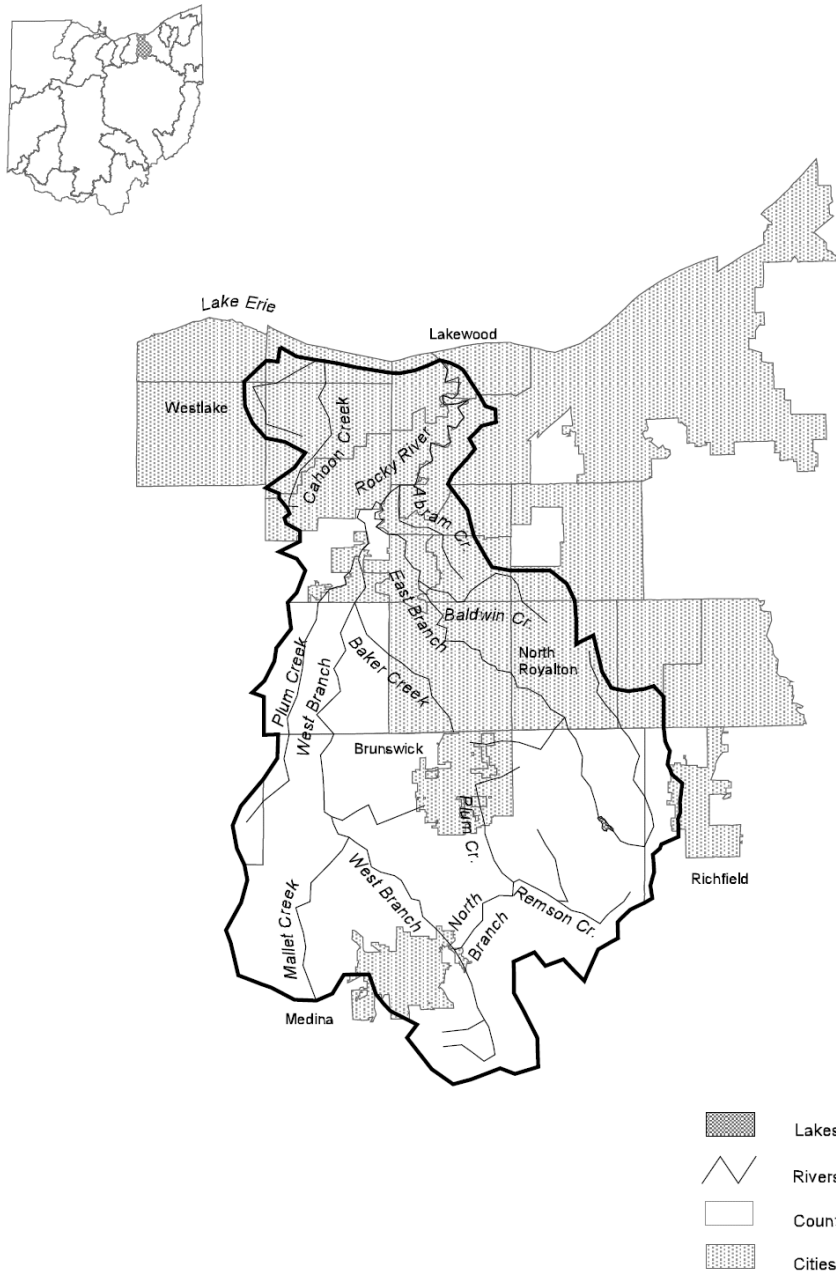 Lake Erie
Lakewood
Westlake
Cahoon Creek
Rocky River
Abram Cr.
East Branch
Baldwin Cr.
North
Royalton
Plum Creek
West Branch
Baker Creek
Brunswick
Plum Cr.
Richfield
West Branch
North
Branch
Remson Cr.
Mallet Creek
Medina
Lakes
Rivers
Coun
Cities